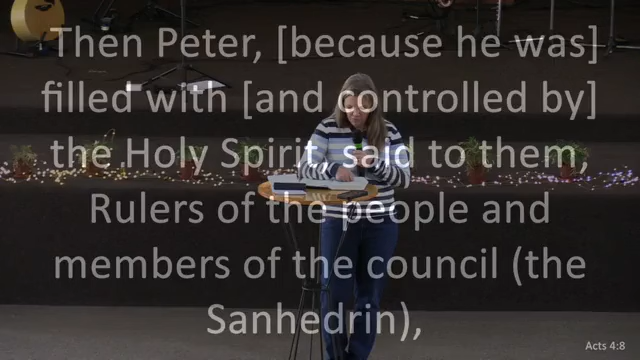 Then Peter, [because he was]
filled with [and controlled by]
the Holy Spirit, said to them,
Rulers of the people and
members of the council (the
Sanhedrin),
Acts 4:8